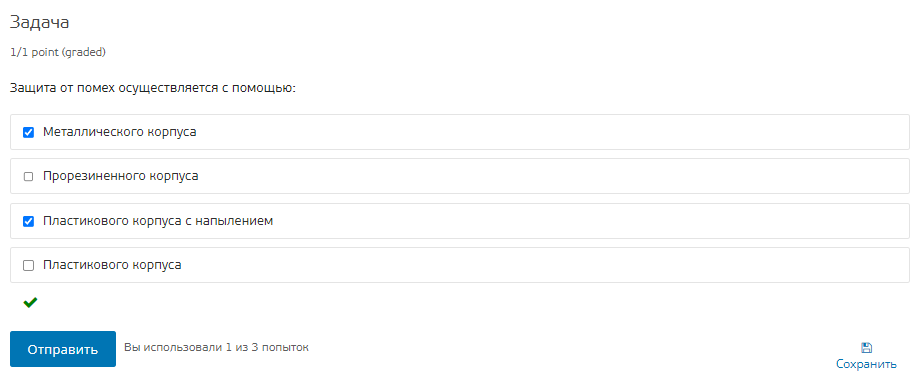 Задача
1/1 point (graded)
Защита от помех осуществляется с помощью:
Металлического корпуса
Прорезиненного корпуса
Пластикового корпуса с напылением
Пластикового корпуса
Отправить
Вы использовали 1 из 3 попыток
Сохранить